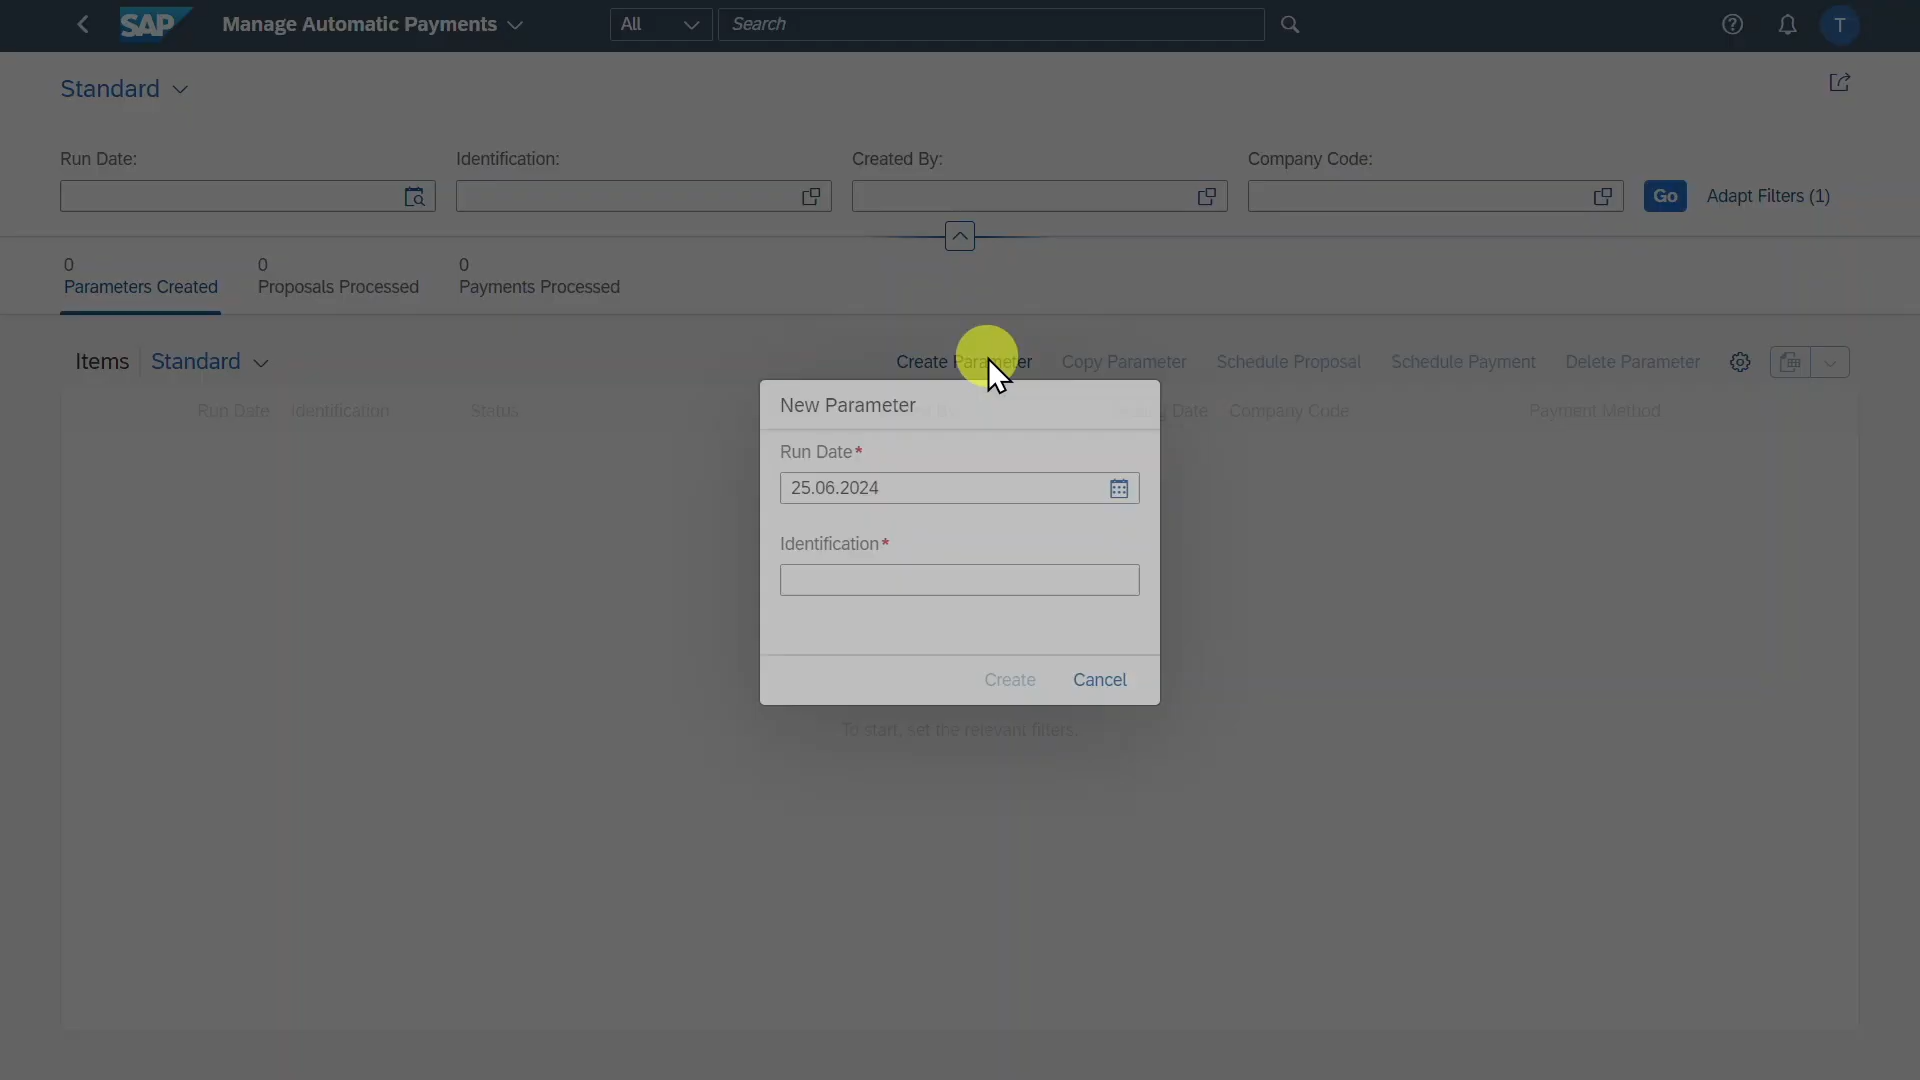 SAP Manage Automatic Payments All Search T
Standard
Run Date: Identification: Created By: Company Code:
Go Adapt Filters (1)
0 0 0
Parameters Created Proposals Processed Payments Processed
Items Standard Create Parameter Copy Parameter Schedule Proposal Schedule Payment Delete Parameter
Run Date Identification Status Date Company Code Payment Method
New Parameter
Run Date*
25.06.2024
Identification*
Create Cancel
To start, set the relevant filters.